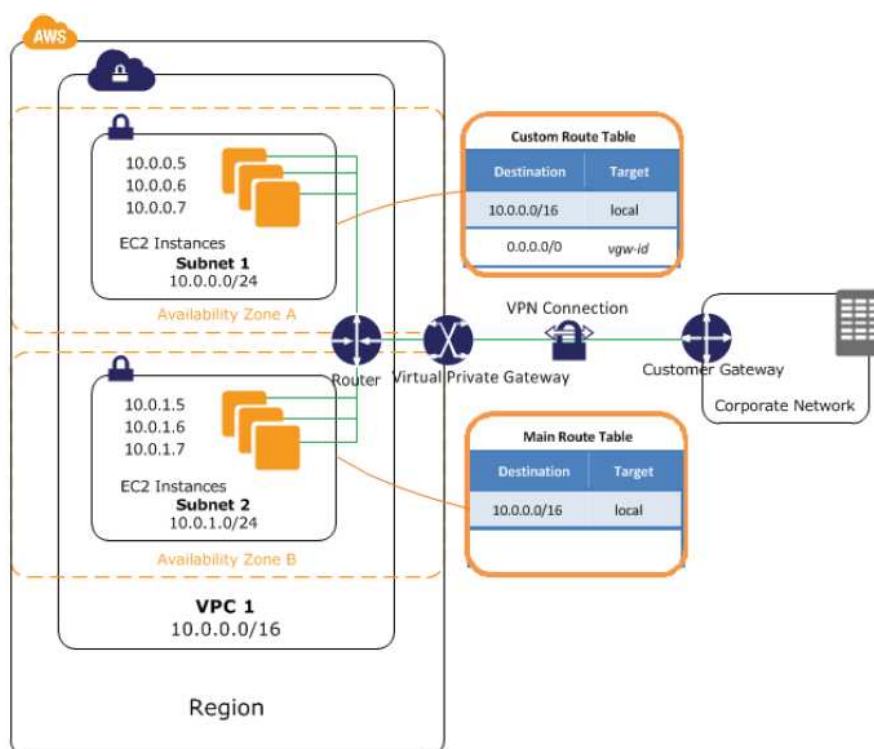 AWS
10.0.0.5
10.0.0.6
10.0.0.7
EC2 Instances
Subnet 1
10.0.0.0/24
Availability Zone A
Custom Route Table
Destination Target
10.0.0.0/16 local
0.0.0.0/0 vgw-id
VPN Connection
Router
Virtual Private Gateway
Customer Gateway
Corporate Network
10.0.1.5
10.0.1.6
10.0.1.7
EC2 Instances
Subnet 2
10.0.1.0/24
Availability Zone B
Main Route Table
Destination Target
10.0.0.0/16 local
VPC 1
10.0.0.0/16
Region